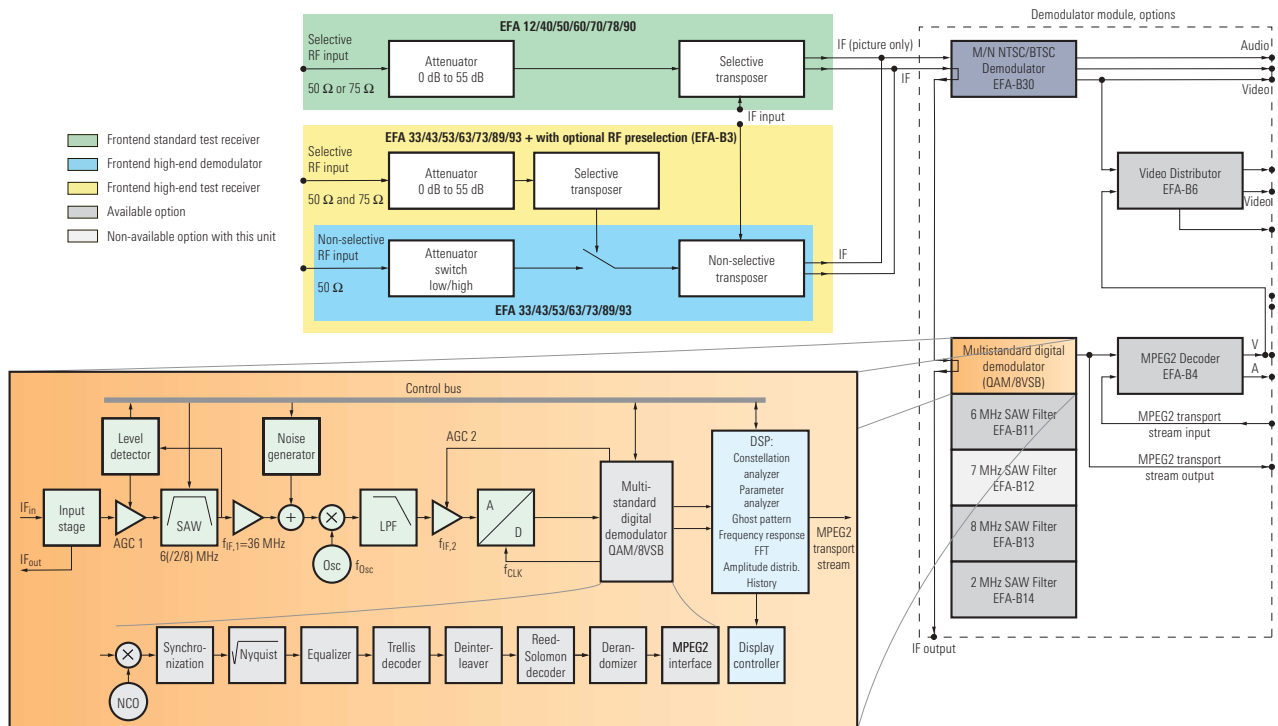 EFA 12/40/50/60/70/78/90
Selective
RF input
50 Ω or 75 Ω
Attenuator
0 dB to 55 dB
Selective
transposer
IF (picture only)
IF
IF input
Demodulator module, options
M/N NTSC/BTSC
Demodulator
EFA-B30
Audio
Video
Frontend standard test receiver
Frontend high-end demodulator
Frontend high-end test receiver
Available option
Non-available option with this unit
EFA 33/43/53/63/73/89/93 + with optional RF preselection (EFA-B3)
Selective
RF input
50 Ω and 75 Ω
Attenuator
0 dB to 55 dB
Selective
transposer
Non-selective
RF input
50 Ω
Attenuator
switch
low/high
Non-selective
transposer
IF
EFA 33/43/53/63/73/89/93
Video Distributor
EFA-B6
Video
Multistandard digital
demodulator
(QAM/8VSB)
MPEG2 Decoder
EFA-B4
V
A
6 MHz SAW Filter
EFA-B11
MPEG2 transport
stream input
7 MHz SAW Filter
EFA-B12
MPEG2 transport
stream output
8 MHz SAW Filter
EFA-B13
2 MHz SAW Filter
EFA-B14
IF output
Control bus
Level
detector
Noise
generator
AGC 2
IFin
Input
stage
IFout
AGC 1
SAW
6(/2/8) MHz
fIF,1=36 MHz
+
×
Osc
fOsc
LPF
fIF,2
A
D
fCLK
Multi-
standard
digital
demodulator
QAM/8VSB
DSP:
Constellation
analyzer
Parameter
analyzer
Ghost pattern
Frequency response
FFT
Amplitude distrib.
History
MPEG2
transport
stream
×
NCO
Synchro-
nization
√Nyquist
Equalizer
Trellis
decoder
Deinter-
leaver
Reed-
Solomon
decoder
Deran-
domizer
MPEG2
interface
Display
controller